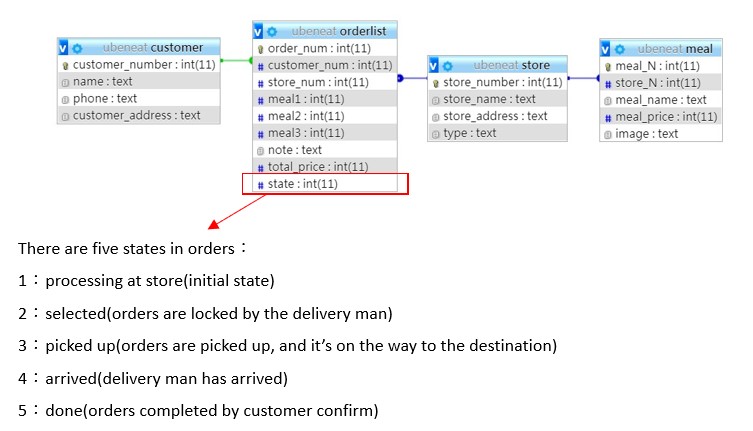 ubeneat customer
customer_number : int(11)
name : text
phone : text
customer_address : text
ubeneat orderlist
order_num : int(11)
customer_num : int(11)
store_num : int(11)
meal1 : int(11)
meal2 : int(11)
meal3 : int(11)
note : text
total_price : int(11)
state : int(11)
ubeneat store
store_number : int(11)
store_name : text
store_address : text
type : text
ubeneat meal
meal_N : int(11)
store_N : int(11)
meal_name : text
meal_price : int(11)
image : text
There are five states in orders：
1：processing at store(initial state)
2：selected(orders are locked by the delivery man)
3：picked up(orders are picked up, and it’s on the way to the destination)
4：arrived(delivery man has arrived)
5：done(orders completed by customer confirm)